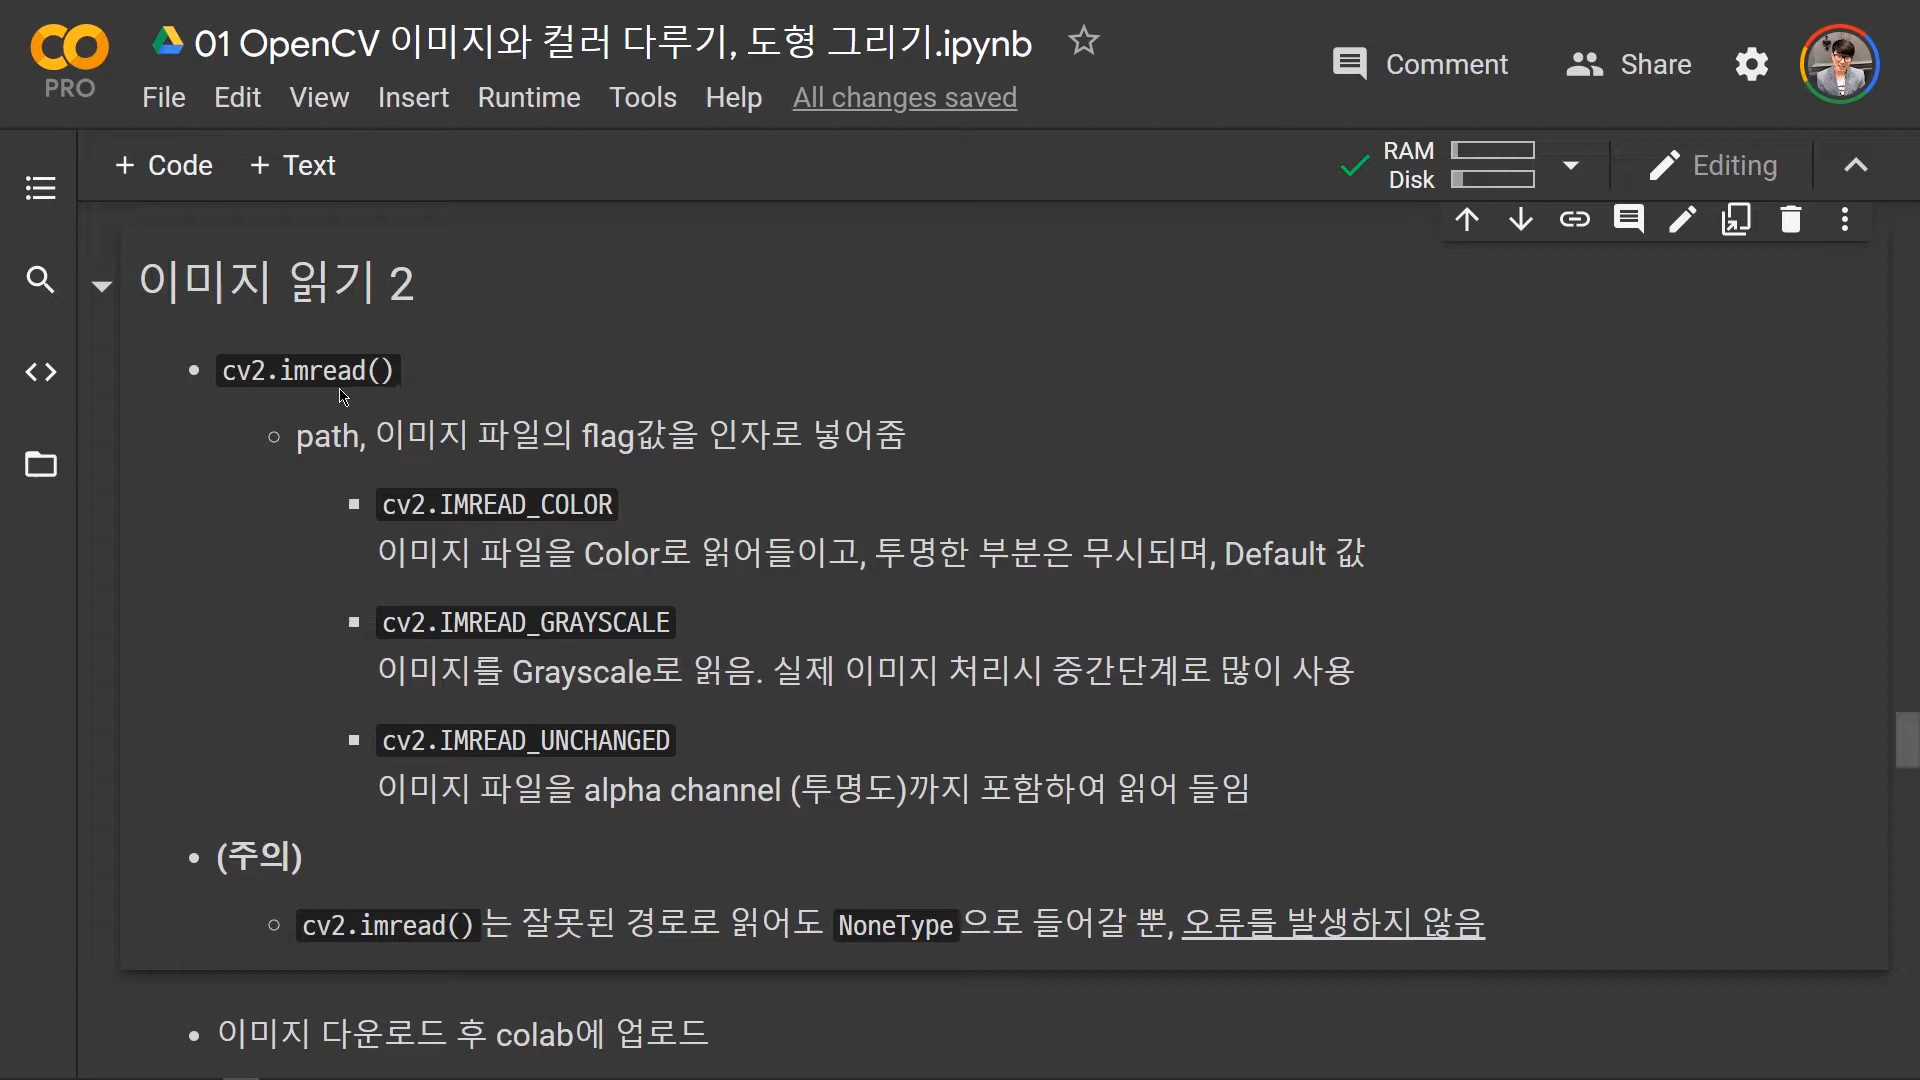 01 OpenCV 이미지와 컬러 다루기, 도형 그리기.ipynb
PRO
File Edit View Insert Runtime Tools Help All changes saved
Comment
Share
+ Code + Text
RAM
Disk
Editing
이미지 읽기 2
cv2.imread()
path, 이미지 파일의 flag값을 인자로 넣어줌
cv2.IMREAD_COLOR
이미지 파일을 Color로 읽어들이고, 투명한 부분은 무시되며, Default 값
cv2.IMREAD_GRAYSCALE
이미지를 Grayscale로 읽음. 실제 이미지 처리시 중간단계로 많이 사용
cv2.IMREAD_UNCHANGED
이미지 파일을 alpha channel (투명도)까지 포함하여 읽어 들임
(주의)
cv2.imread()는 잘못된 경로로 읽어도 NoneType으로 들어갈 뿐, 오류를 발생하지 않음
이미지 다운로드 후 colab에 업로드